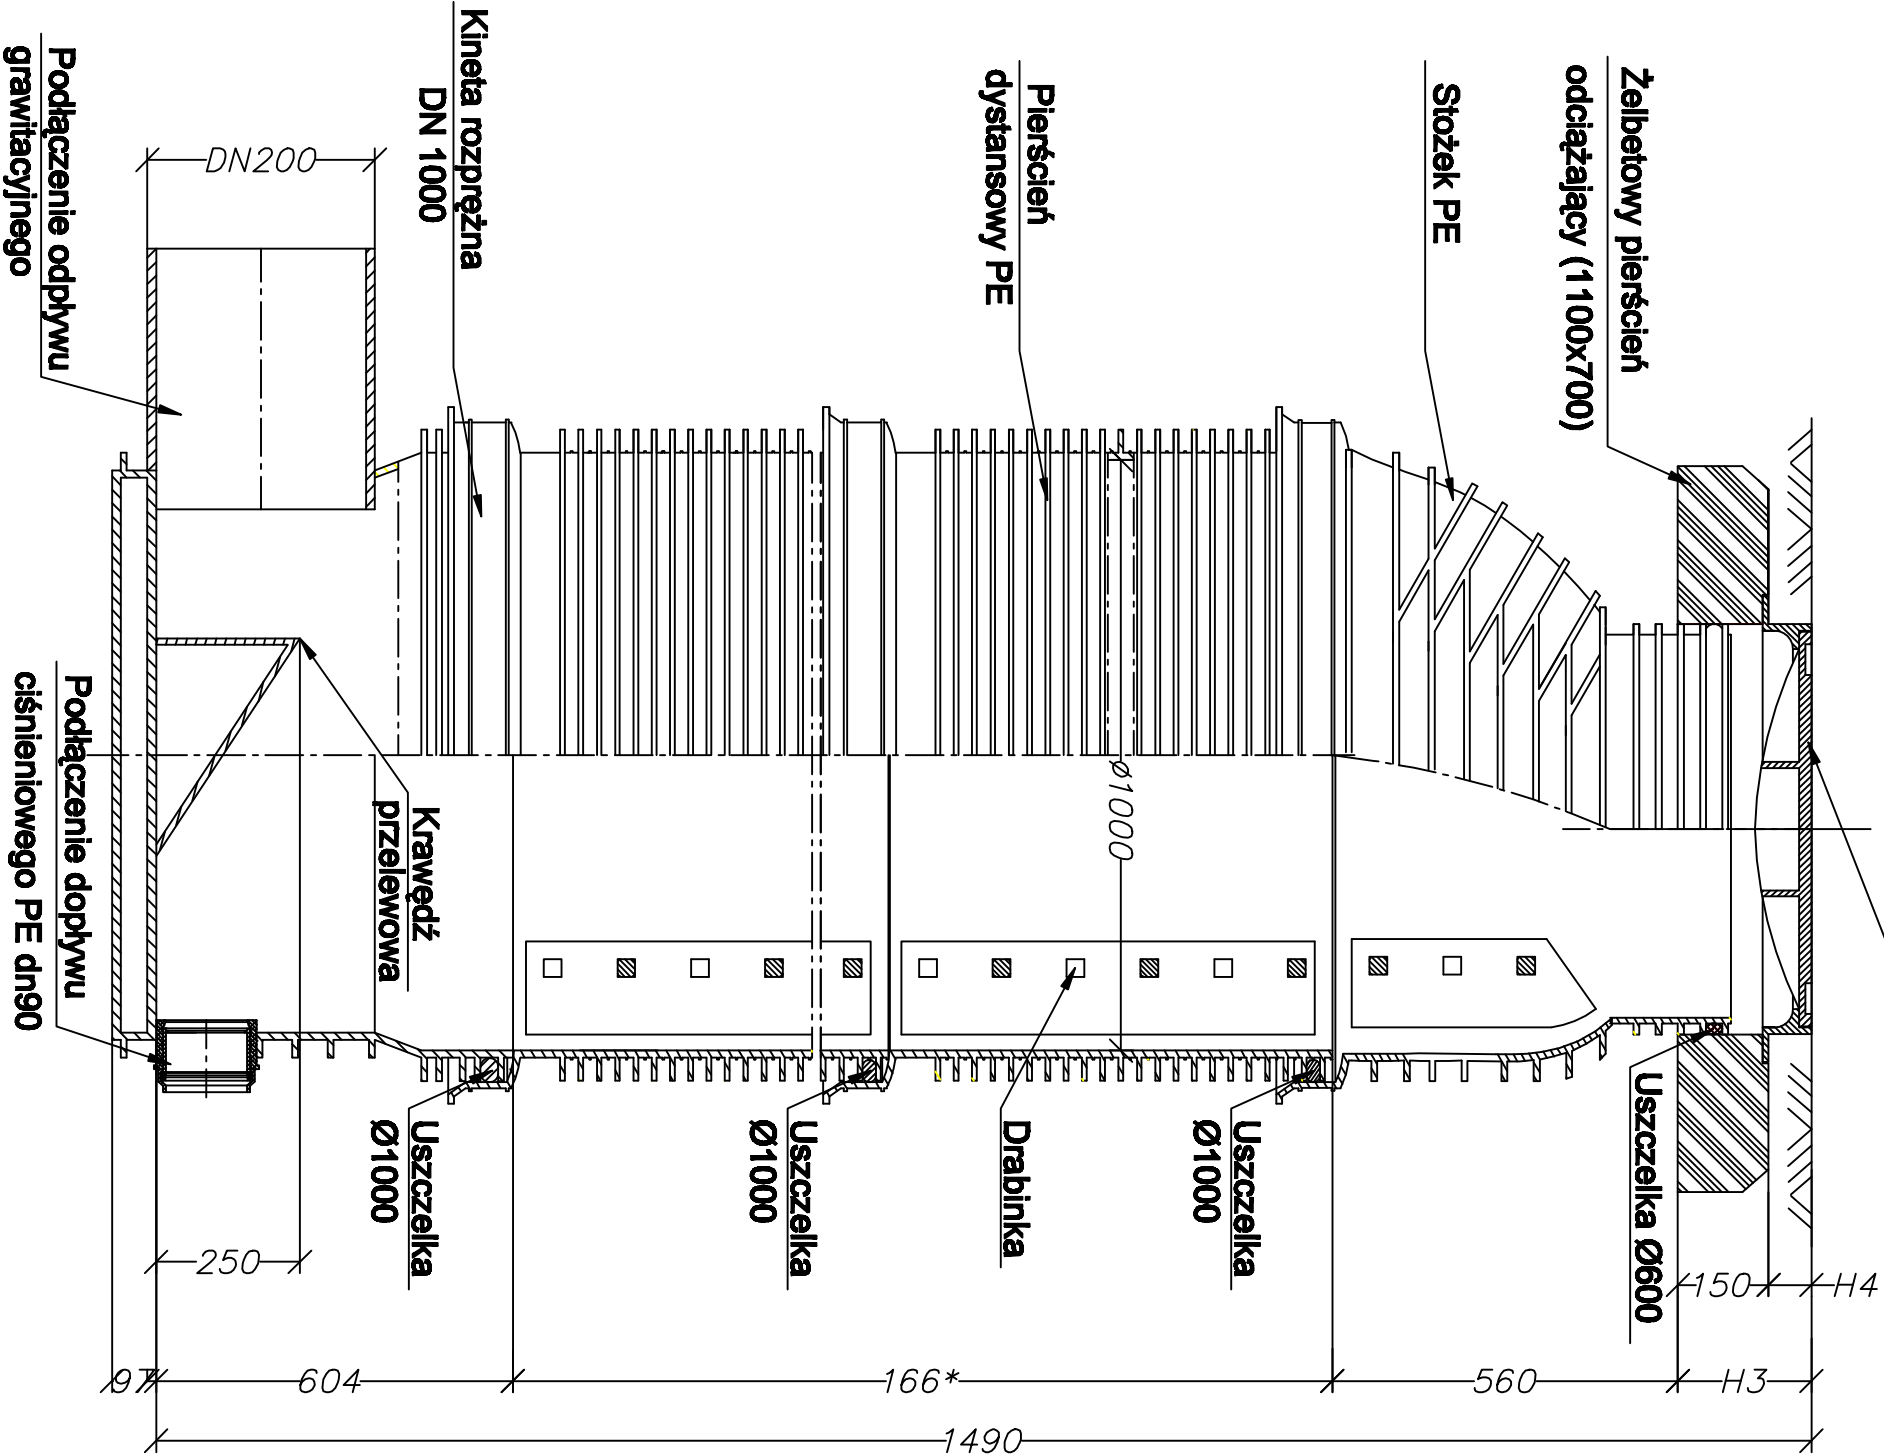 Żelbetowy pierścień
odciążający (1100x700)
Stożek PE
Pierścień
dystansowy PE
Kineta rozprężna
DN 1000
DN200
Podłączenie odpływu
grawitacyjnego
Ø1000
Krawędź
przelewowa
Podłączenie dopływu
ciśnieniowego PE dn90
Uszczelka Ø600
Uszczelka
Ø1000
Drabinka
Uszczelka
Ø1000
Uszczelka
Ø1000
H4
150
250
H3
560
166*
604
97
1490